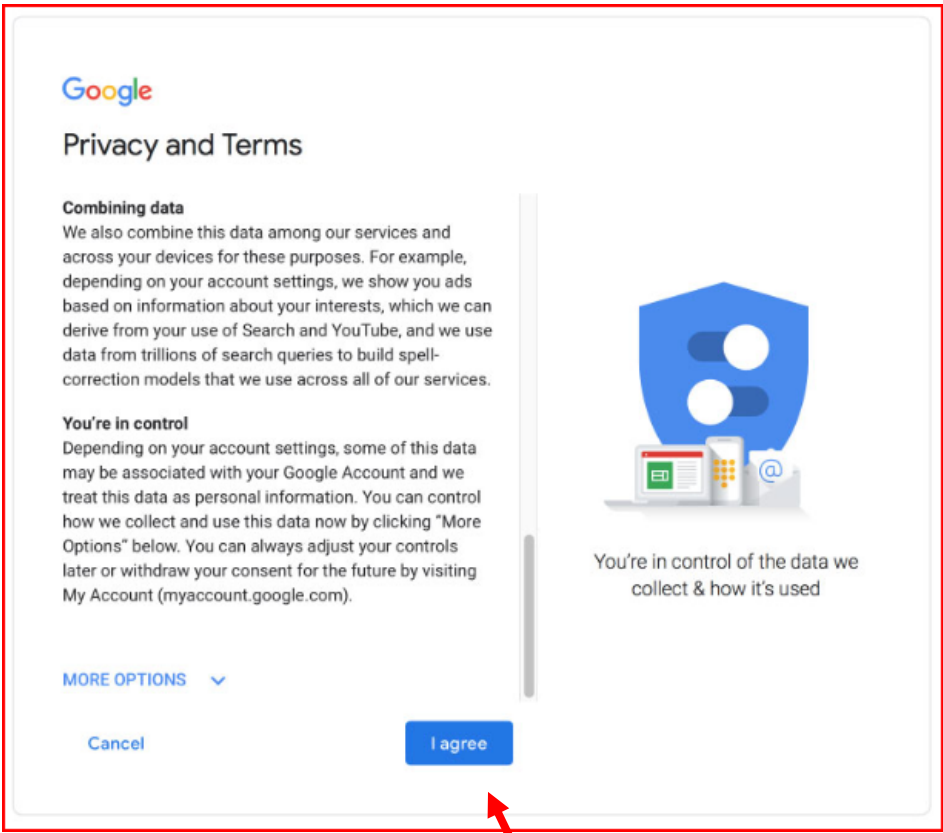 Google
Privacy and Terms
Combining data
We also combine this data among our services and
across your devices for these purposes. For example,
depending on your account settings, we show you ads
based on information about your interests, which we can
derive from your use of Search and YouTube, and we use
data from trillions of search queries to build spell-
correction models that we use across all of our services.
You're in control
Depending on your account settings, some of this data
may be associated with your Google Account and we
treat this data as personal information. You can control
how we collect and use this data now by clicking “More
Options” below. You can always adjust your controls
later or withdraw your consent for the future by visiting
My Account (myaccount.google.com).
MORE OPTIONS
Cancel
I agree
@
You're in control of the data we
collect & how it's used